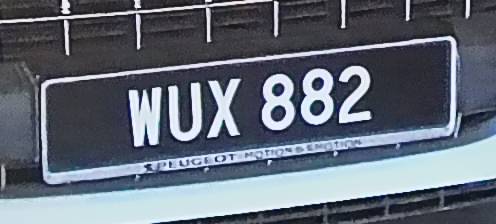 WUX 882
PEUGEOT MOTION & EMOTION